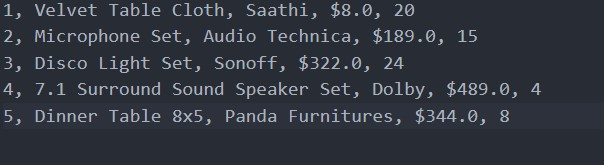 1, Velvet Table Cloth, Saathi, $8.0, 20
2, Microphone Set, Audio Technica, $189.0, 15
3, Disco Light Set, Sonoff, $322.0, 24
4, 7.1 Surround Sound Speaker Set, Dolby, $489.0, 4
5, Dinner Table 8x5, Panda Furnitures, $344.0, 8